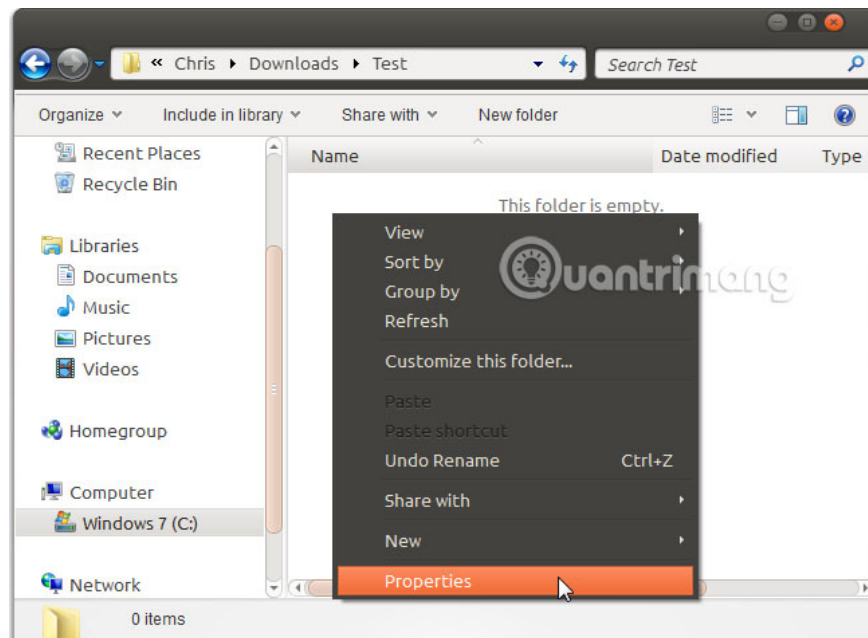 « Chris Downloads Test Search Test
Organize Include in library Share with New folder
Recent Places
Recycle Bin
Libraries
Documents
Music
Pictures
Videos
Homegroup
Computer
Windows 7 (C:)
Network
Name Date modified Type
This folder is empty.
View
Sort by
Group by
Refresh
Customize this folder...
Paste
Paste shortcut
Undo Rename Ctrl+Z
Share with
New
Properties
Quantrimang
0 items